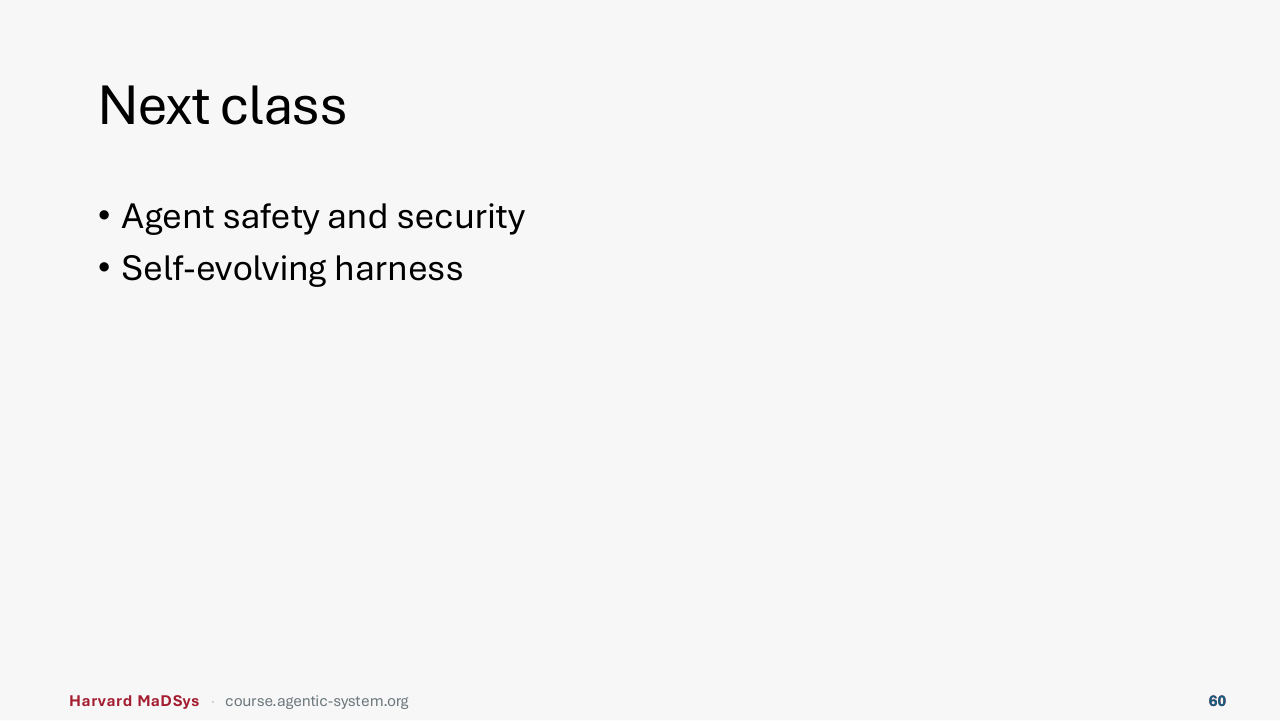 Next class
• Agent safety and security
• Self-evolving harness
Harvard MaDSys · course.agentic-system.org
60